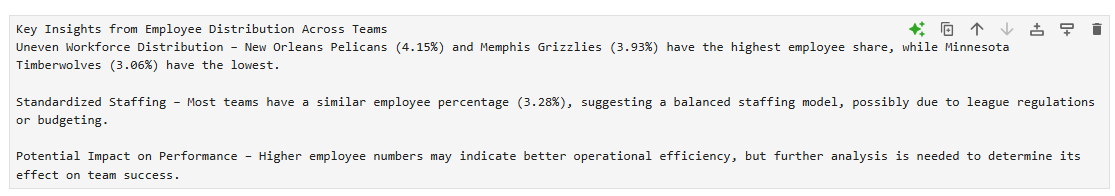 Key Insights from Employee Distribution Across Teams
Uneven Workforce Distribution – New Orleans Pelicans (4.15%) and Memphis Grizzlies (3.93%) have the highest employee share, while Minnesota
Timberwolves (3.06%) have the lowest.
Standardized Staffing – Most teams have a similar employee percentage (3.28%), suggesting a balanced staffing model, possibly due to league regulations
or budgeting.
Potential Impact on Performance – Higher employee numbers may indicate better operational efficiency, but further analysis is needed to determine its
effect on team success.